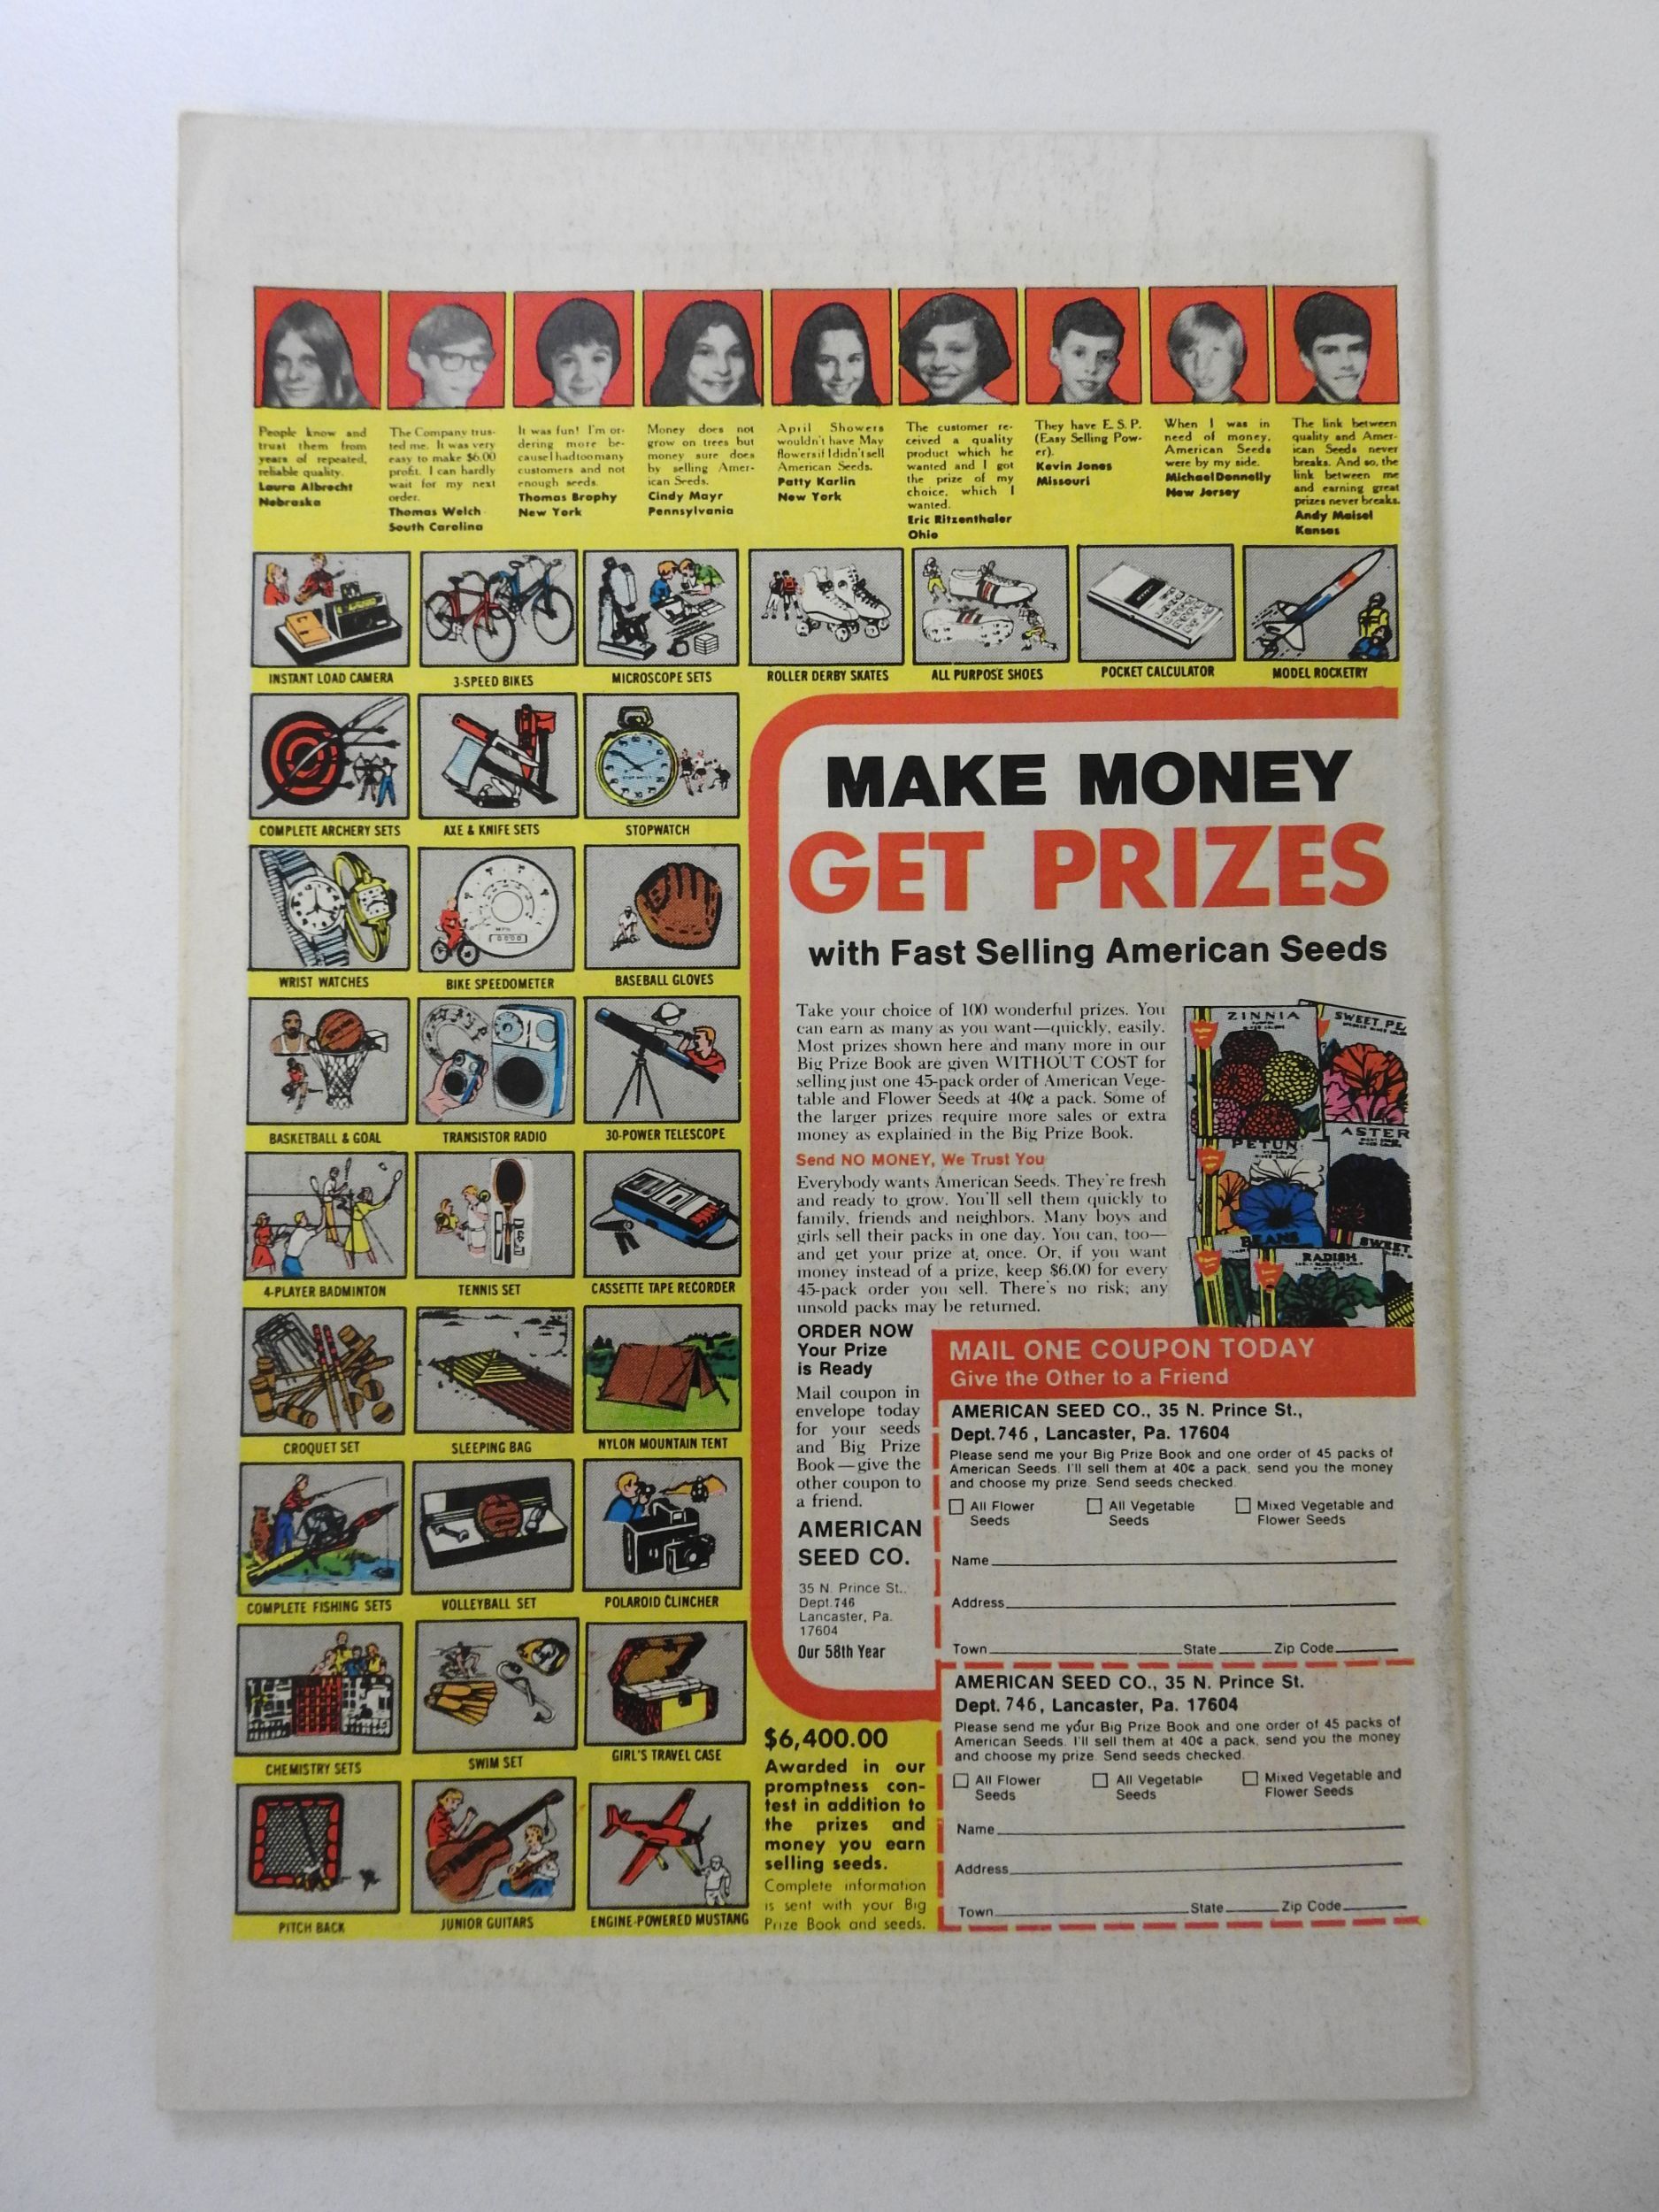 People know and
trust them from
years of repeated,
reliable quality.
Laura Albrecht
Nebraska
The Company trus-
ted me. It was very
easy to make $6.00
profit. I can hardly
wait for my next
order.
Thomas Welch
South Carolina
It was fun! I'm or-
dering more be-
cause I had too many
customers and not
enough seeds.
Thomas Brophy
New York
Money does not
grow on trees but
money sure does
by selling Amer-
ican Seeds.
Cindy Mayr
Pennsylvania
April Showers
wouldn't have May
flowers if I didn't sell
American Seeds.
Patty Karlin
New York
The customer re-
ceived a quality
product which he
wanted and I got
the prize of my
choice, which I
wanted.
Eric Ritzenthaler
Ohio
They have E. S. P.
(Easy Selling Pow-
er).
Kevin Jones
Missouri
When I was in
need of money,
American Seeds
were by my side.
Michael Donnelly
New Jersey
The link between
quality and Amer-
ican Seeds never
breaks. And so, the
link between me
and earning great
prizes never breaks.
Andy Maisel
Kansas
INSTANT LOAD CAMERA
3-SPEED BIKES
MICROSCOPE SETS
ROLLER DERBY SKATES
ALL PURPOSE SHOES
POCKET CALCULATOR
MODEL ROCKETRY
COMPLETE ARCHERY SETS
AXE & KNIFE SETS
STOPWATCH
WRIST WATCHES
BIKE SPEEDOMETER
BASEBALL GLOVES
BASKETBALL & GOAL
TRANSISTOR RADIO
30-POWER TELESCOPE
4-PLAYER BADMINTON
TENNIS SET
CASSETTE TAPE RECORDER
CROQUET SET
SLEEPING BAG
NYLON MOUNTAIN TENT
COMPLETE FISHING SETS
VOLLEYBALL SET
POLAROID CLINCHER
CHEMISTRY SETS
SWIM SET
GIRL'S TRAVEL CASE
PITCH BACK
JUNIOR GUITARS
ENGINE-POWERED MUSTANG
MAKE MONEY
GET PRIZES
with Fast Selling American Seeds
Take your choice of 100 wonderful prizes. You
can earn as many as you want—quickly, easily.
Most prizes shown here and many more in our
Big Prize Book are given WITHOUT COST for
selling just one 45-pack order of American Vege-
table and Flower Seeds at 40¢ a pack. Some of
the larger prizes require more sales or extra
money as explained in the Big Prize Book.
Send NO MONEY, We Trust You
Everybody wants American Seeds. They're fresh
and ready to grow. You'll sell them quickly to
family, friends and neighbors. Many boys and
girls sell their packs in one day. You can, too—
and get your prize at once. Or, if you want
money instead of a prize, keep $6.00 for every
45-pack order you sell. There's no risk; any
unsold packs may be returned.
ZINNIA
SWEET PE
ASTER
PETUN
BEANS
RADISH
SWEET
ORDER NOW
Your Prize
is Ready
Mail coupon in
envelope today
for your seeds
and Big Prize
Book—give the
other coupon to
a friend.
AMERICAN
SEED CO.
35 N. Prince St.,
Dept. 746
Lancaster, Pa.
17604
Our 58th Year
$6,400.00
Awarded in our
promptness con-
test in addition to
the prizes and
money you earn
selling seeds.
Complete information
is sent with your Big
Prize Book and seeds.
MAIL ONE COUPON TODAY
Give the Other to a Friend
AMERICAN SEED CO., 35 N. Prince St.,
Dept. 746, Lancaster, Pa. 17604
Please send me your Big Prize Book and one order of 45 packs of
American Seeds. I'll sell them at 40¢ a pack, send you the money
and choose my prize. Send seeds checked.
All Flower Seeds
All Vegetable Seeds
Mixed Vegetable and Flower Seeds
Name
Address
Town State Zip Code
AMERICAN SEED CO., 35 N. Prince St.
Dept. 746, Lancaster, Pa. 17604
Please send me your Big Prize Book and one order of 45 packs of
American Seeds. I'll sell them at 40¢ a pack, send you the money
and choose my prize. Send seeds checked.
All Flower Seeds
All Vegetable Seeds
Mixed Vegetable and Flower Seeds
Name
Address
Town State Zip Code